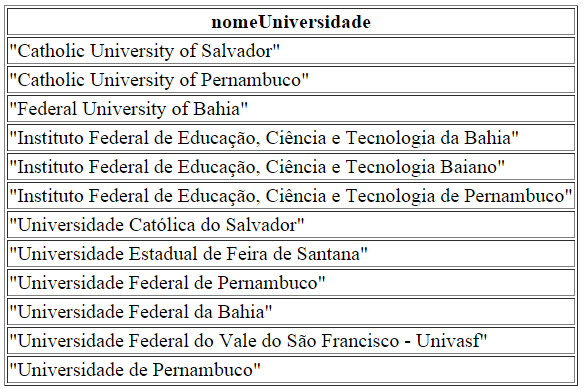 nomeUniversidade
"Catholic University of Salvador"
"Catholic University of Pernambuco"
"Federal University of Bahia"
"Instituto Federal de Educação, Ciência e Tecnologia da Bahia"
"Instituto Federal de Educação, Ciência e Tecnologia Baiano"
"Instituto Federal de Educação, Ciência e Tecnologia de Pernambuco"
"Universidade Católica do Salvador"
"Universidade Estadual de Feira de Santana"
"Universidade Federal de Pernambuco"
"Universidade Federal da Bahia"
"Universidade Federal do Vale do São Francisco - Univasf"
"Universidade de Pernambuco"